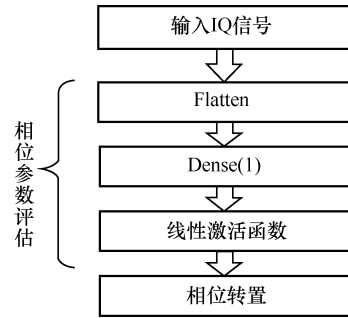 输入IQ信号
Flatten
相位参数评估
Dense(1)
线性激活函数
相位转置